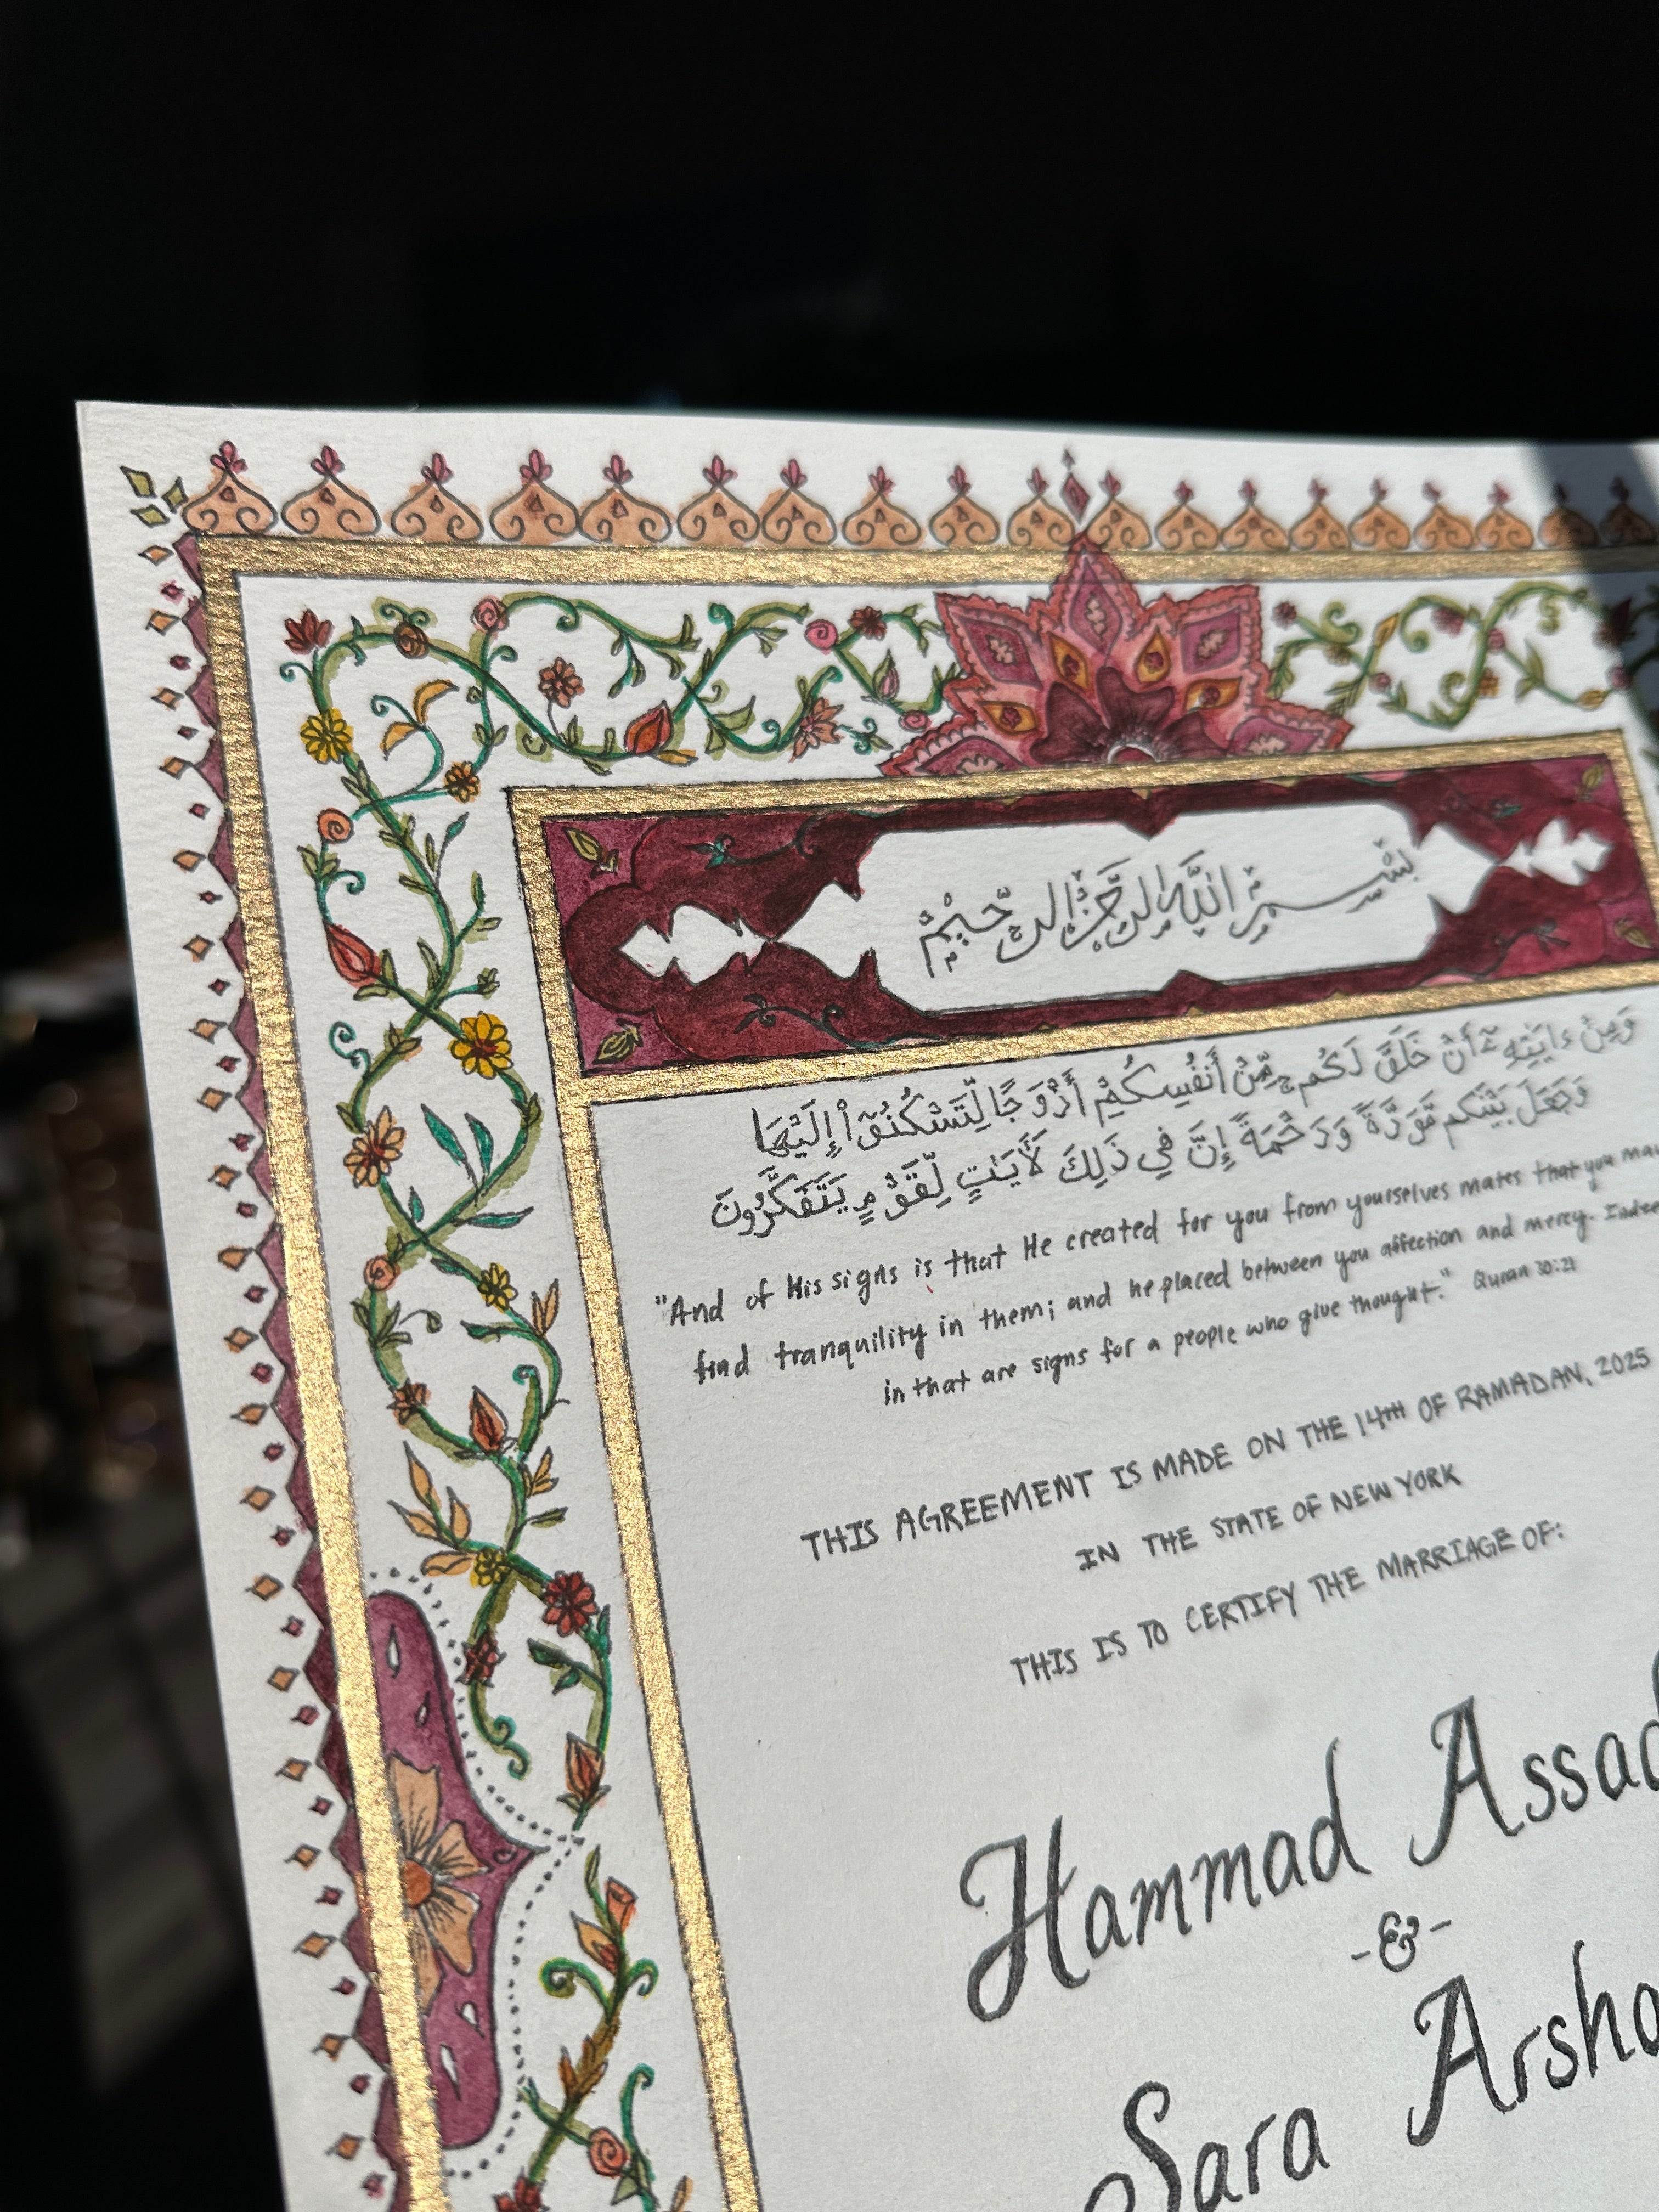 بِسْمِ اللَّهِ الرَّحْمَٰنِ الرَّحِيْمِ
وَمِنْ ءَايَٰتِهِۦٓ أَنْ خَلَقَ لَكُم مِّنْ أَنفُسِكُمْ أَزْوَٰجًا لِّتَسْكُنُوٓا۟ إِلَيْهَا
وَجَعَلَ بَيْنَكُم مَّوَدَّةً وَرَحْمَةً إِنَّ فِي ذَٰلِكَ لَأَيَٰتٍ لِّقَوْمٍ يَتَفَكَّرُونَ
"And of His signs is that He created for you from yourselves mates that you may
find tranquility in them; and he placed between you affection and mercy. Indee
in that are signs for a people who give thought." Quran 30:21
THIS AGREEMENT IS MADE ON THE 14TH OF RAMADAN, 2025
IN THE STATE OF NEW YORK
THIS IS TO CERTIFY THE MARRIAGE OF:
Hammad Assad
-&-
Sara Arsha